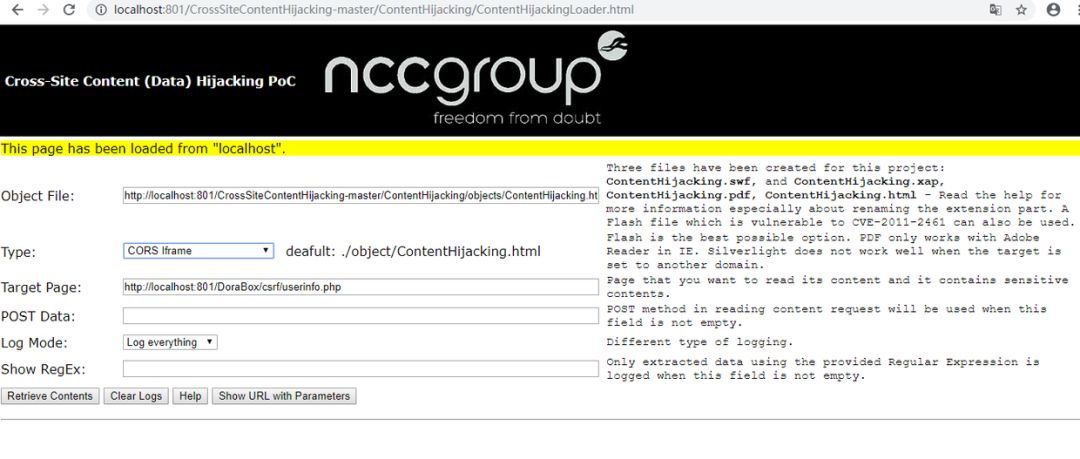 localhost:801/CrossSiteContentHijacking-master/ContentHijacking/ContentHijackingLoader.html
Cross-Site Content (Data) Hijacking PoC
nccgroup
freedom from doubt
This page has been loaded from "localhost".
Object File:
http://localhost:801/CrossSiteContentHijacking-master/ContentHijacking/objects/ContentHijacking.ht
Three files have been created for this project:
ContentHijacking.swf, and ContentHijacking.xap,
ContentHijacking.pdf, ContentHijacking.html - Read the help for
more information especially about renaming the extension part. A
Flash file which is vulnerable to CVE-2011-2461 can also be used.
Type:
CORS Iframe
deafult: ./object/ContentHijacking.html
Flash is the best possible option. PDF only works with Adobe
Reader in IE. Silverlight does not work well when the target is
set to another domain.
Target Page:
http://localhost:801/DoraBox/csrf/userinfo.php
Page that you want to read its content and it contains sensitive
contents.
POST Data:
POST method in reading content request will be used when this
field is not empty.
Log Mode:
Log everything
Different type of logging.
Show RegEx:
Only extracted data using the provided Regular Expression is
logged when this field is not empty.
Retrieve Contents
Clear Logs
Help
Show URL with Parameters